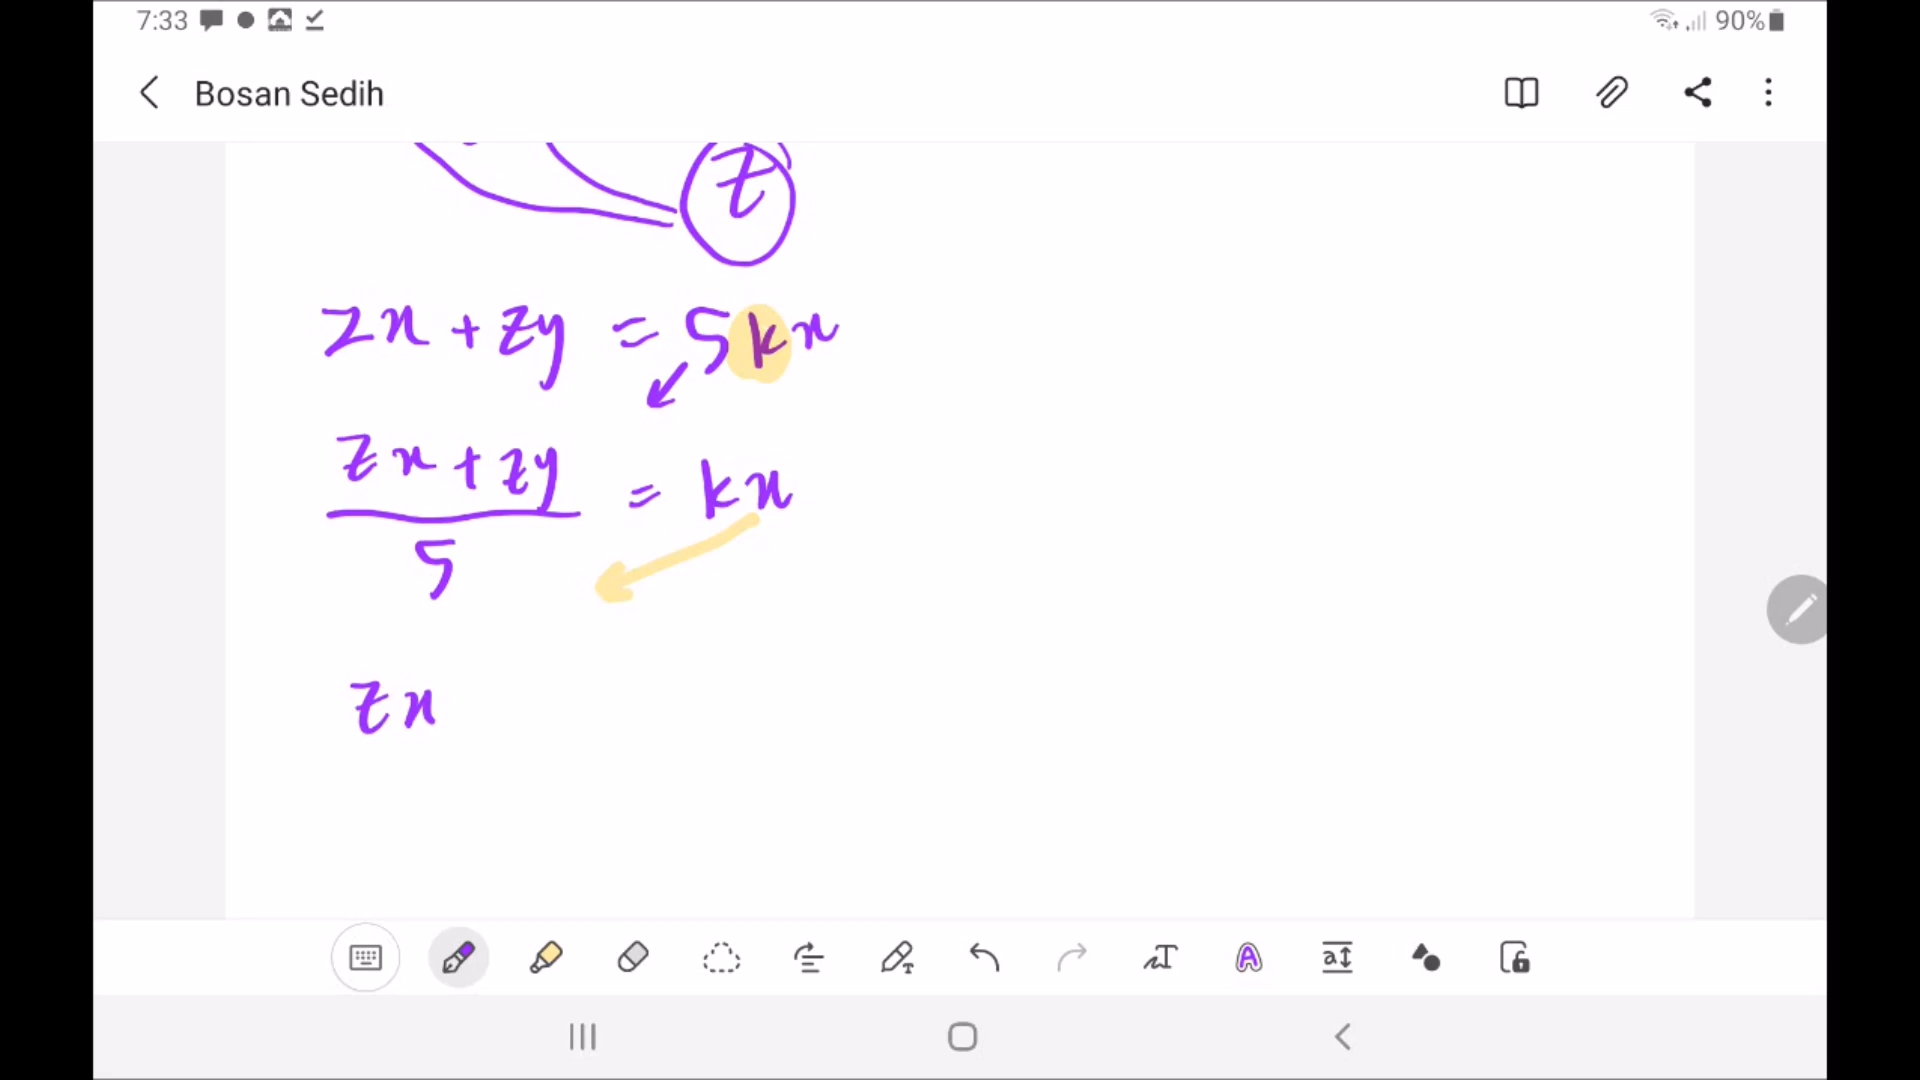 7:33 90%
Bosan Sedih
z
zx + zy = 5kx
zx + zy
= kx
5
zx